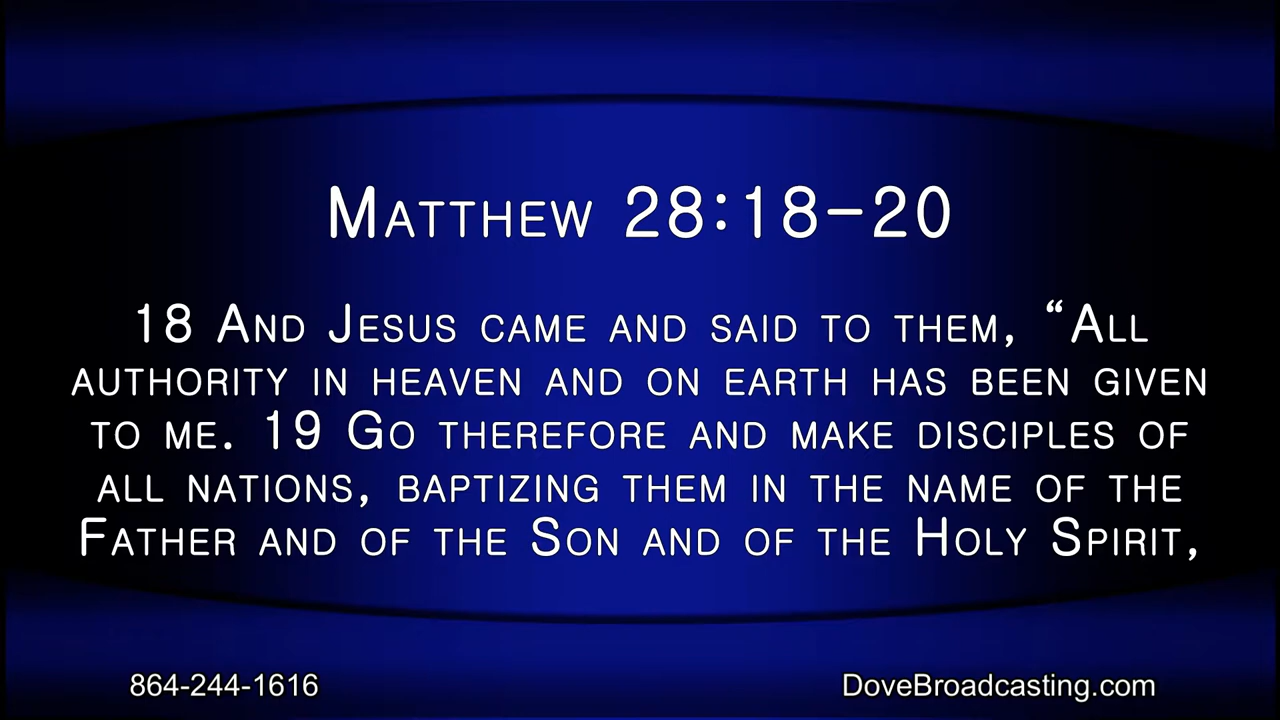 Matthew 28:18-20
18 And Jesus came and said to them, “All
authority in heaven and on earth has been given
to me. 19 Go therefore and make disciples of
all nations, baptizing them in the name of the
Father and of the Son and of the Holy Spirit,
864-244-1616 DoveBroadcasting.com